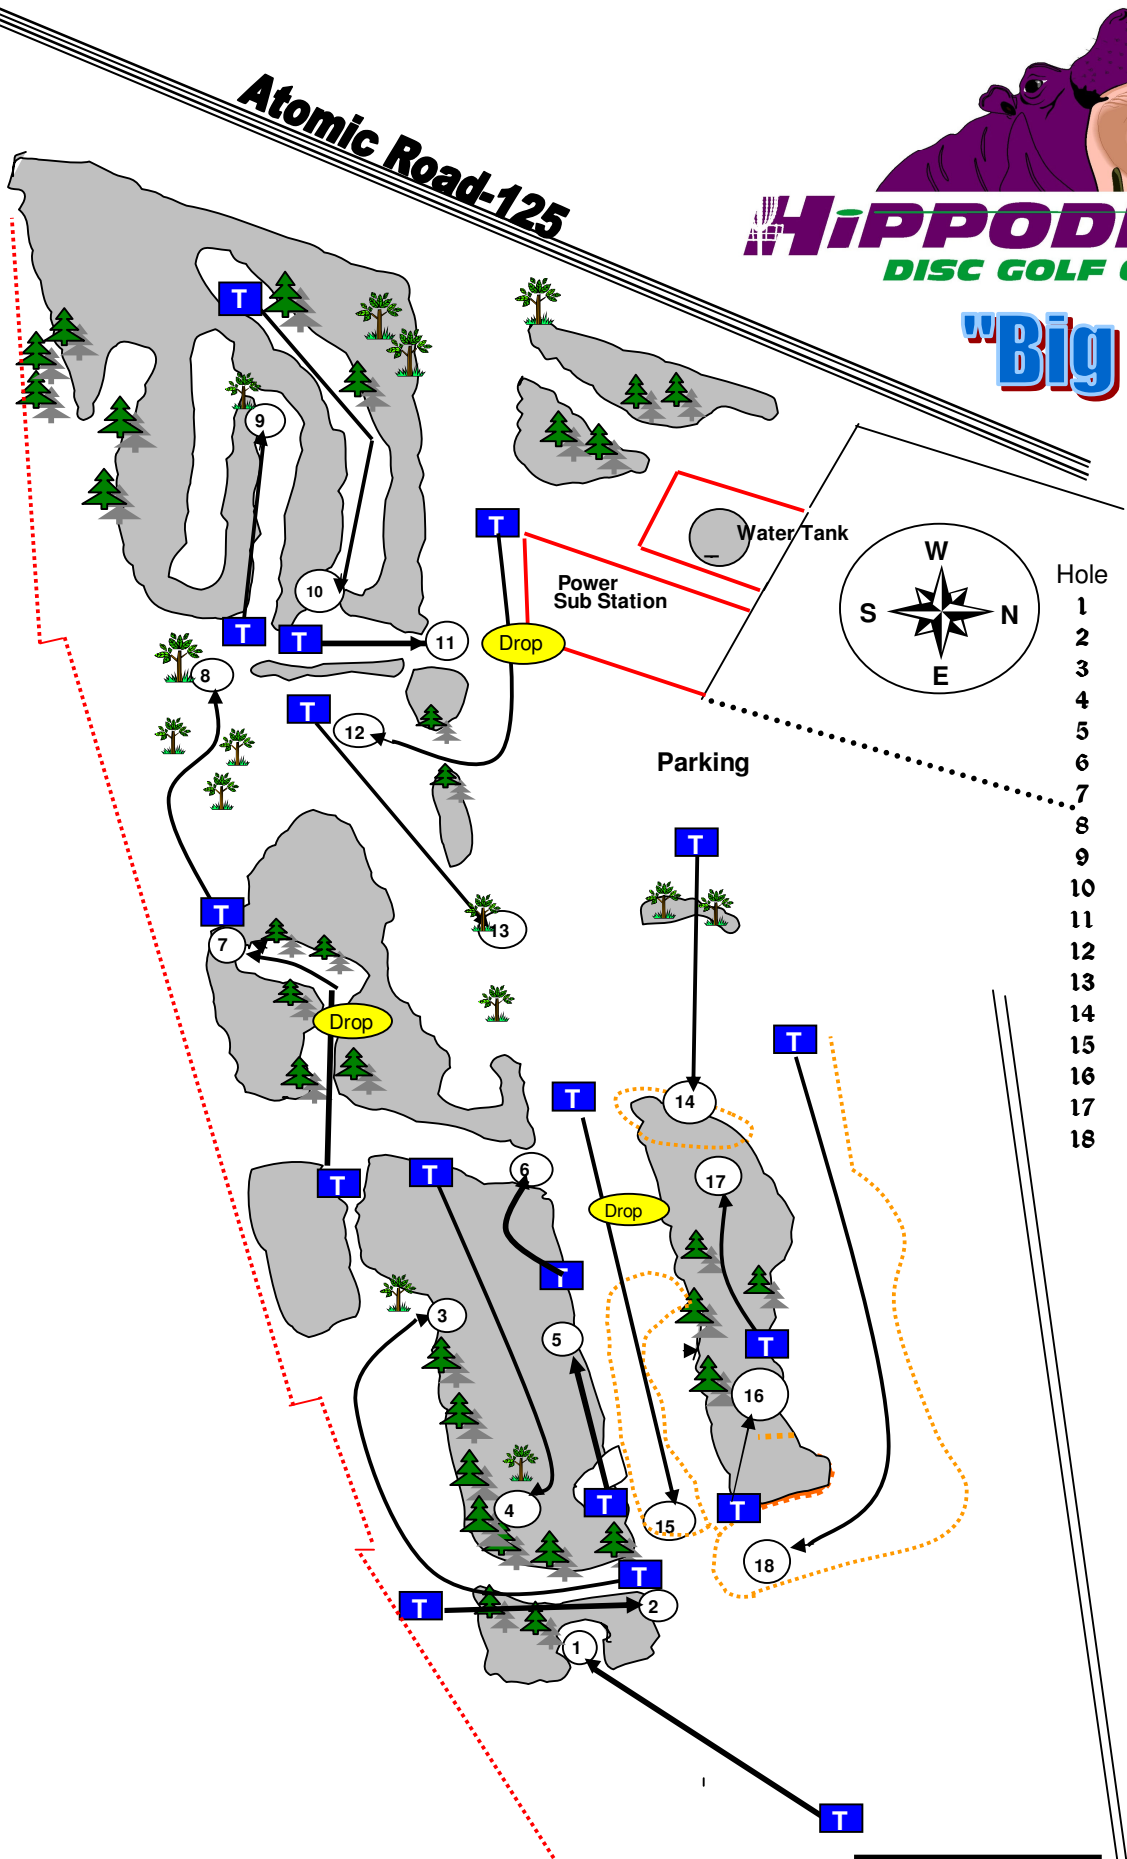 Atomic Road-125
HiPPOD
DISC GOLF
"Big
T
9
T
10
T
T
11
T
Drop
Water Tank
Power
Sub Station
W
S
N
E
Hole
1
2
3
4
5
6
7
8
9
10
11
12
13
14
15
16
17
18
8
T
12
Parking
T
T
7
13
Drop
T
T
14
T
T
6
17
Drop
T
3
5
T
16
4
T
15
T
18
T
T
2
1
T